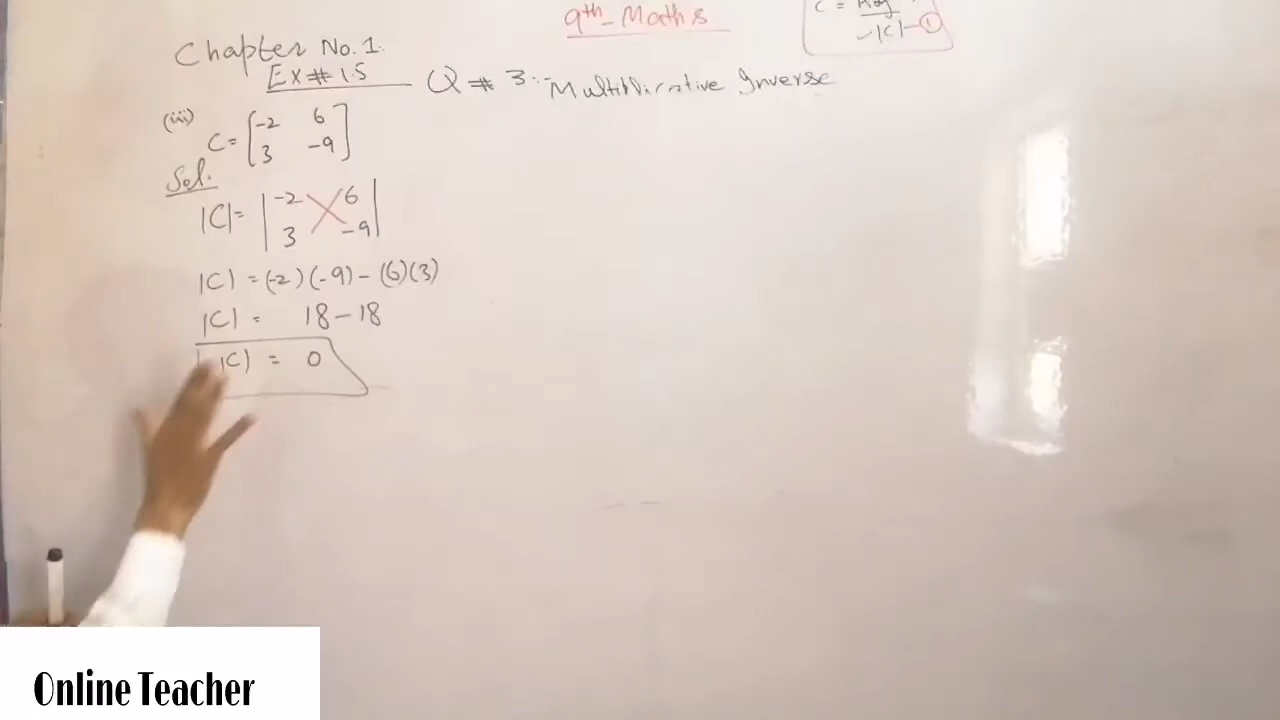 9th-Maths
|C| - ①
Chapter No. 1.
Ex # 1.5 Q # 3:- Multiplicative Inverse
(iii) C = [-2 6
3 -9]
Sol.
|C| = |-2 6
3 -9|
|C| = (-2)(-9) - (6)(3)
|C| = 18 - 18
|C| = 0
Online Teacher